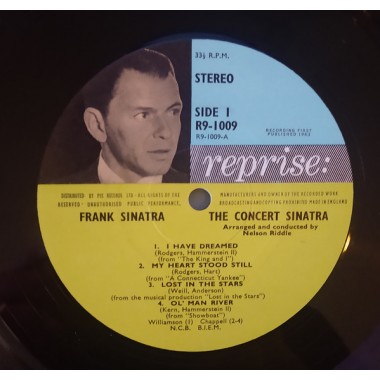 33⅓ R.P.M.
STEREO
SIDE 1
R9-1009
R9-1009-A
RECORDING FIRST
PUBLISHED 1963
reprise:
DISTRIBUTED BY PYE RECORDS LTD · ALL RIGHTS OF THE
RESERVED · UNAUTHORISED PUBLIC PERFORMANCE,
MANUFACTURERS AND OWNER OF THE RECORDED WORK
BROADCASTING AND COPYING PROHIBITED MADE IN ENGLAND
FRANK SINATRA
THE CONCERT SINATRA
Arranged and conducted by
Nelson Riddle
1. I HAVE DREAMED
(Rodgers, Hammerstein II)
(from "The King and I")
2. MY HEART STOOD STILL
(Rodgers, Hart)
(from "A Connecticut Yankee")
3. LOST IN THE STARS
(Weill, Anderson)
(from the musical production "Lost in the Stars")
4. OL' MAN RIVER
(Kern, Hammerstein II)
(from "Showboat")
Williamson (1) Chappell (2-4)
N.C.B. B.I.E.M.